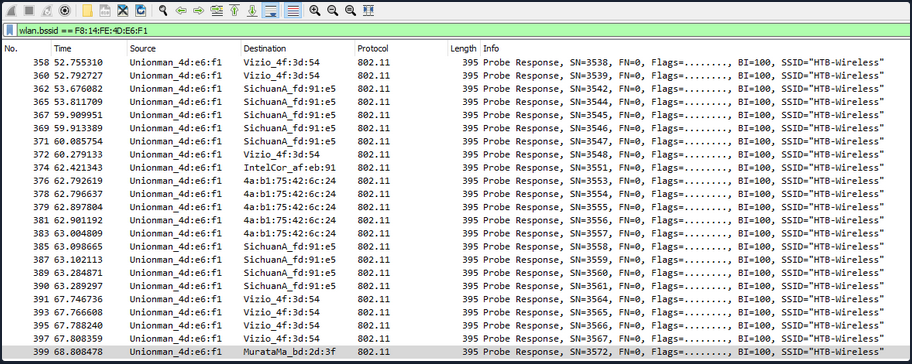 wlan.bssid == F8:14:FE:4D:E6:F1
No. Time Source Destination Protocol Length Info
358 52.755310 Unionman_4d:e6:f1 Vizio_4f:3d:54 802.11 395 Probe Response, SN=3538, FN=0, Flags=........, BI=100, SSID="HTB-Wireless"
360 52.792727 Unionman_4d:e6:f1 Vizio_4f:3d:54 802.11 395 Probe Response, SN=3539, FN=0, Flags=........, BI=100, SSID="HTB-Wireless"
362 53.676082 Unionman_4d:e6:f1 SichuanA_fd:91:e5 802.11 395 Probe Response, SN=3542, FN=0, Flags=........, BI=100, SSID="HTB-Wireless"
365 53.811709 Unionman_4d:e6:f1 SichuanA_fd:91:e5 802.11 395 Probe Response, SN=3544, FN=0, Flags=........, BI=100, SSID="HTB-Wireless"
367 59.909951 Unionman_4d:e6:f1 SichuanA_fd:91:e5 802.11 395 Probe Response, SN=3545, FN=0, Flags=........, BI=100, SSID="HTB-Wireless"
369 59.913389 Unionman_4d:e6:f1 SichuanA_fd:91:e5 802.11 395 Probe Response, SN=3546, FN=0, Flags=........, BI=100, SSID="HTB-Wireless"
371 60.085754 Unionman_4d:e6:f1 SichuanA_fd:91:e5 802.11 395 Probe Response, SN=3547, FN=0, Flags=........, BI=100, SSID="HTB-Wireless"
372 60.279133 Unionman_4d:e6:f1 Vizio_4f:3d:54 802.11 395 Probe Response, SN=3548, FN=0, Flags=........, BI=100, SSID="HTB-Wireless"
374 62.421343 Unionman_4d:e6:f1 IntelCor_af:eb:91 802.11 395 Probe Response, SN=3551, FN=0, Flags=........, BI=100, SSID="HTB-Wireless"
376 62.792619 Unionman_4d:e6:f1 4a:b1:75:42:6c:24 802.11 395 Probe Response, SN=3553, FN=0, Flags=........, BI=100, SSID="HTB-Wireless"
378 62.796637 Unionman_4d:e6:f1 4a:b1:75:42:6c:24 802.11 395 Probe Response, SN=3554, FN=0, Flags=........, BI=100, SSID="HTB-Wireless"
379 62.897804 Unionman_4d:e6:f1 4a:b1:75:42:6c:24 802.11 395 Probe Response, SN=3555, FN=0, Flags=........, BI=100, SSID="HTB-Wireless"
381 62.901192 Unionman_4d:e6:f1 4a:b1:75:42:6c:24 802.11 395 Probe Response, SN=3556, FN=0, Flags=........, BI=100, SSID="HTB-Wireless"
383 63.004809 Unionman_4d:e6:f1 4a:b1:75:42:6c:24 802.11 395 Probe Response, SN=3557, FN=0, Flags=........, BI=100, SSID="HTB-Wireless"
385 63.098665 Unionman_4d:e6:f1 SichuanA_fd:91:e5 802.11 395 Probe Response, SN=3558, FN=0, Flags=........, BI=100, SSID="HTB-Wireless"
387 63.102113 Unionman_4d:e6:f1 SichuanA_fd:91:e5 802.11 395 Probe Response, SN=3559, FN=0, Flags=........, BI=100, SSID="HTB-Wireless"
389 63.284871 Unionman_4d:e6:f1 SichuanA_fd:91:e5 802.11 395 Probe Response, SN=3560, FN=0, Flags=........, BI=100, SSID="HTB-Wireless"
390 63.289297 Unionman_4d:e6:f1 SichuanA_fd:91:e5 802.11 395 Probe Response, SN=3561, FN=0, Flags=........, BI=100, SSID="HTB-Wireless"
391 67.746736 Unionman_4d:e6:f1 Vizio_4f:3d:54 802.11 395 Probe Response, SN=3564, FN=0, Flags=........, BI=100, SSID="HTB-Wireless"
393 67.766608 Unionman_4d:e6:f1 Vizio_4f:3d:54 802.11 395 Probe Response, SN=3565, FN=0, Flags=........, BI=100, SSID="HTB-Wireless"
395 67.788240 Unionman_4d:e6:f1 Vizio_4f:3d:54 802.11 395 Probe Response, SN=3566, FN=0, Flags=........, BI=100, SSID="HTB-Wireless"
397 67.808359 Unionman_4d:e6:f1 Vizio_4f:3d:54 802.11 395 Probe Response, SN=3567, FN=0, Flags=........, BI=100, SSID="HTB-Wireless"
399 68.808478 Unionman_4d:e6:f1 MurataMa_bd:2d:3f 802.11 395 Probe Response, SN=3572, FN=0, Flags=........, BI=100, SSID="HTB-Wireless"